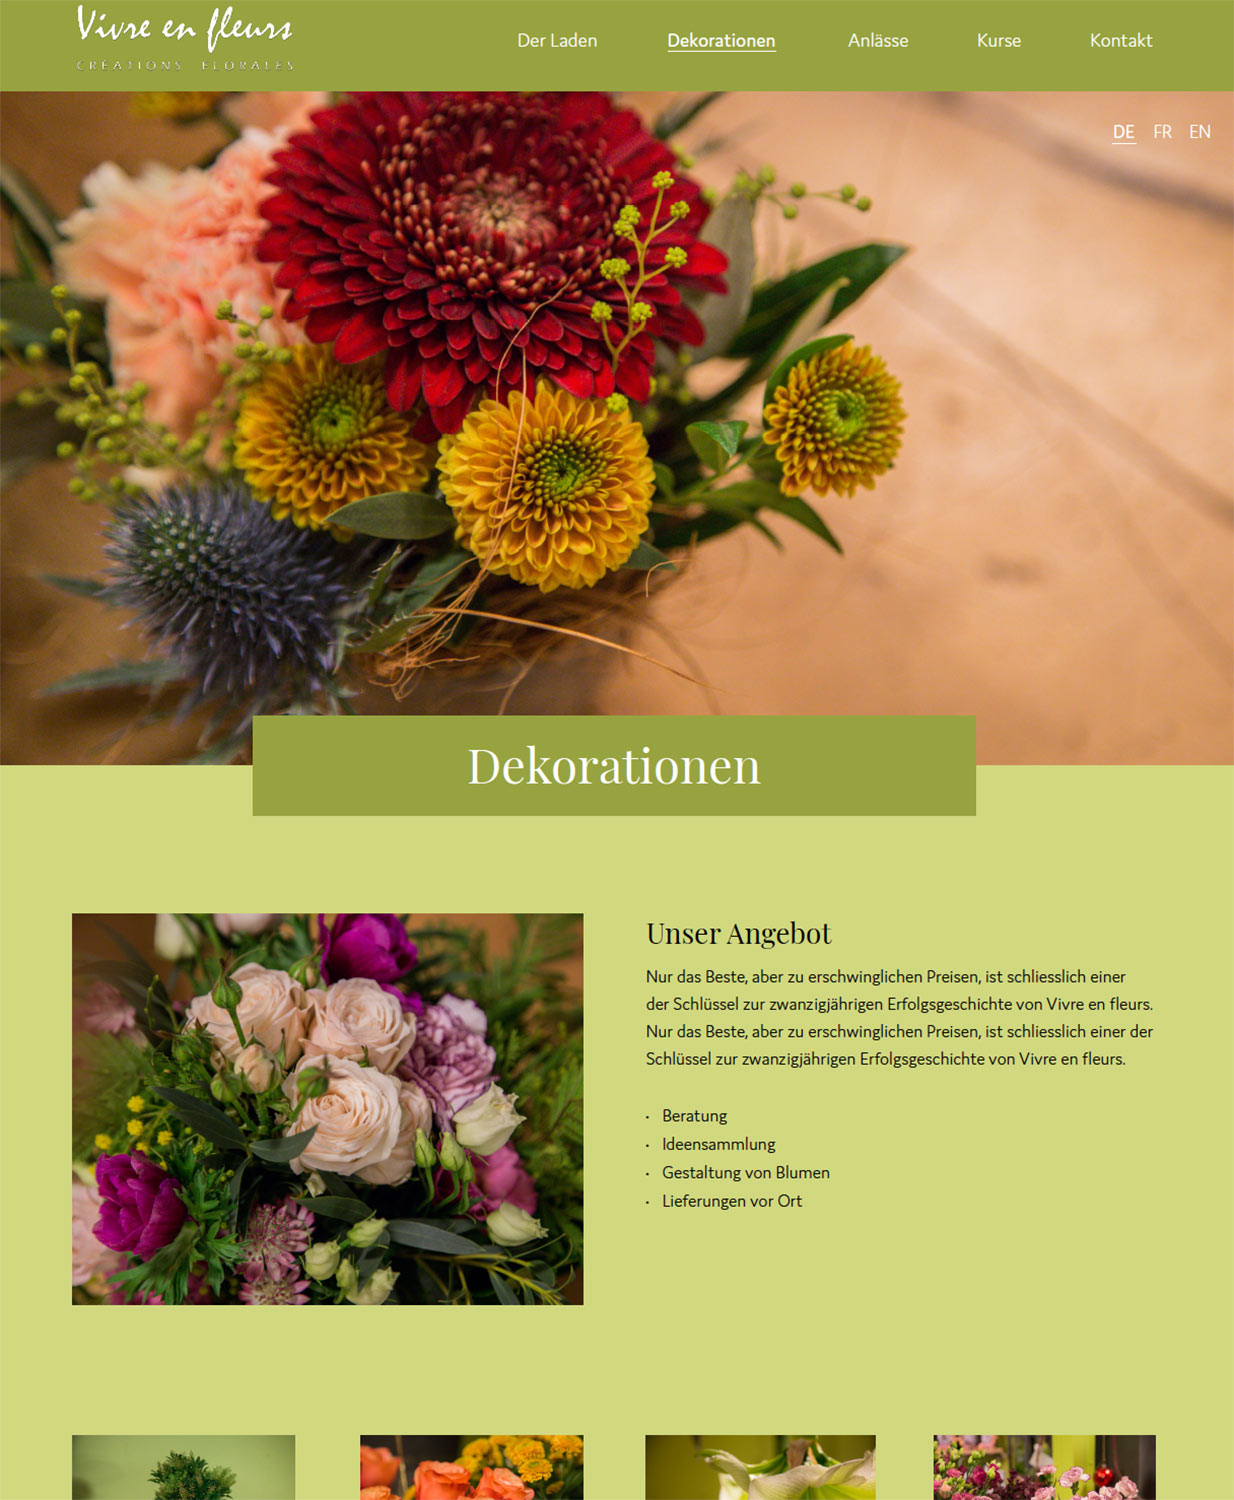 Vivre en fleurs
CRÉATIONS FLORALES
Der Laden Dekorationen Anlässe Kurse Kontakt
DE FR EN
Dekorationen
Unser Angebot
Nur das Beste, aber zu erschwinglichen Preisen, ist schliesslich einer
der Schlüssel zur zwanzigjährigen Erfolgsgeschichte von Vivre en fleurs.
Nur das Beste, aber zu erschwinglichen Preisen, ist schliesslich einer der
Schlüssel zur zwanzigjährigen Erfolgsgeschichte von Vivre en fleurs.
· Beratung
· Ideensammlung
· Gestaltung von Blumen
· Lieferungen vor Ort